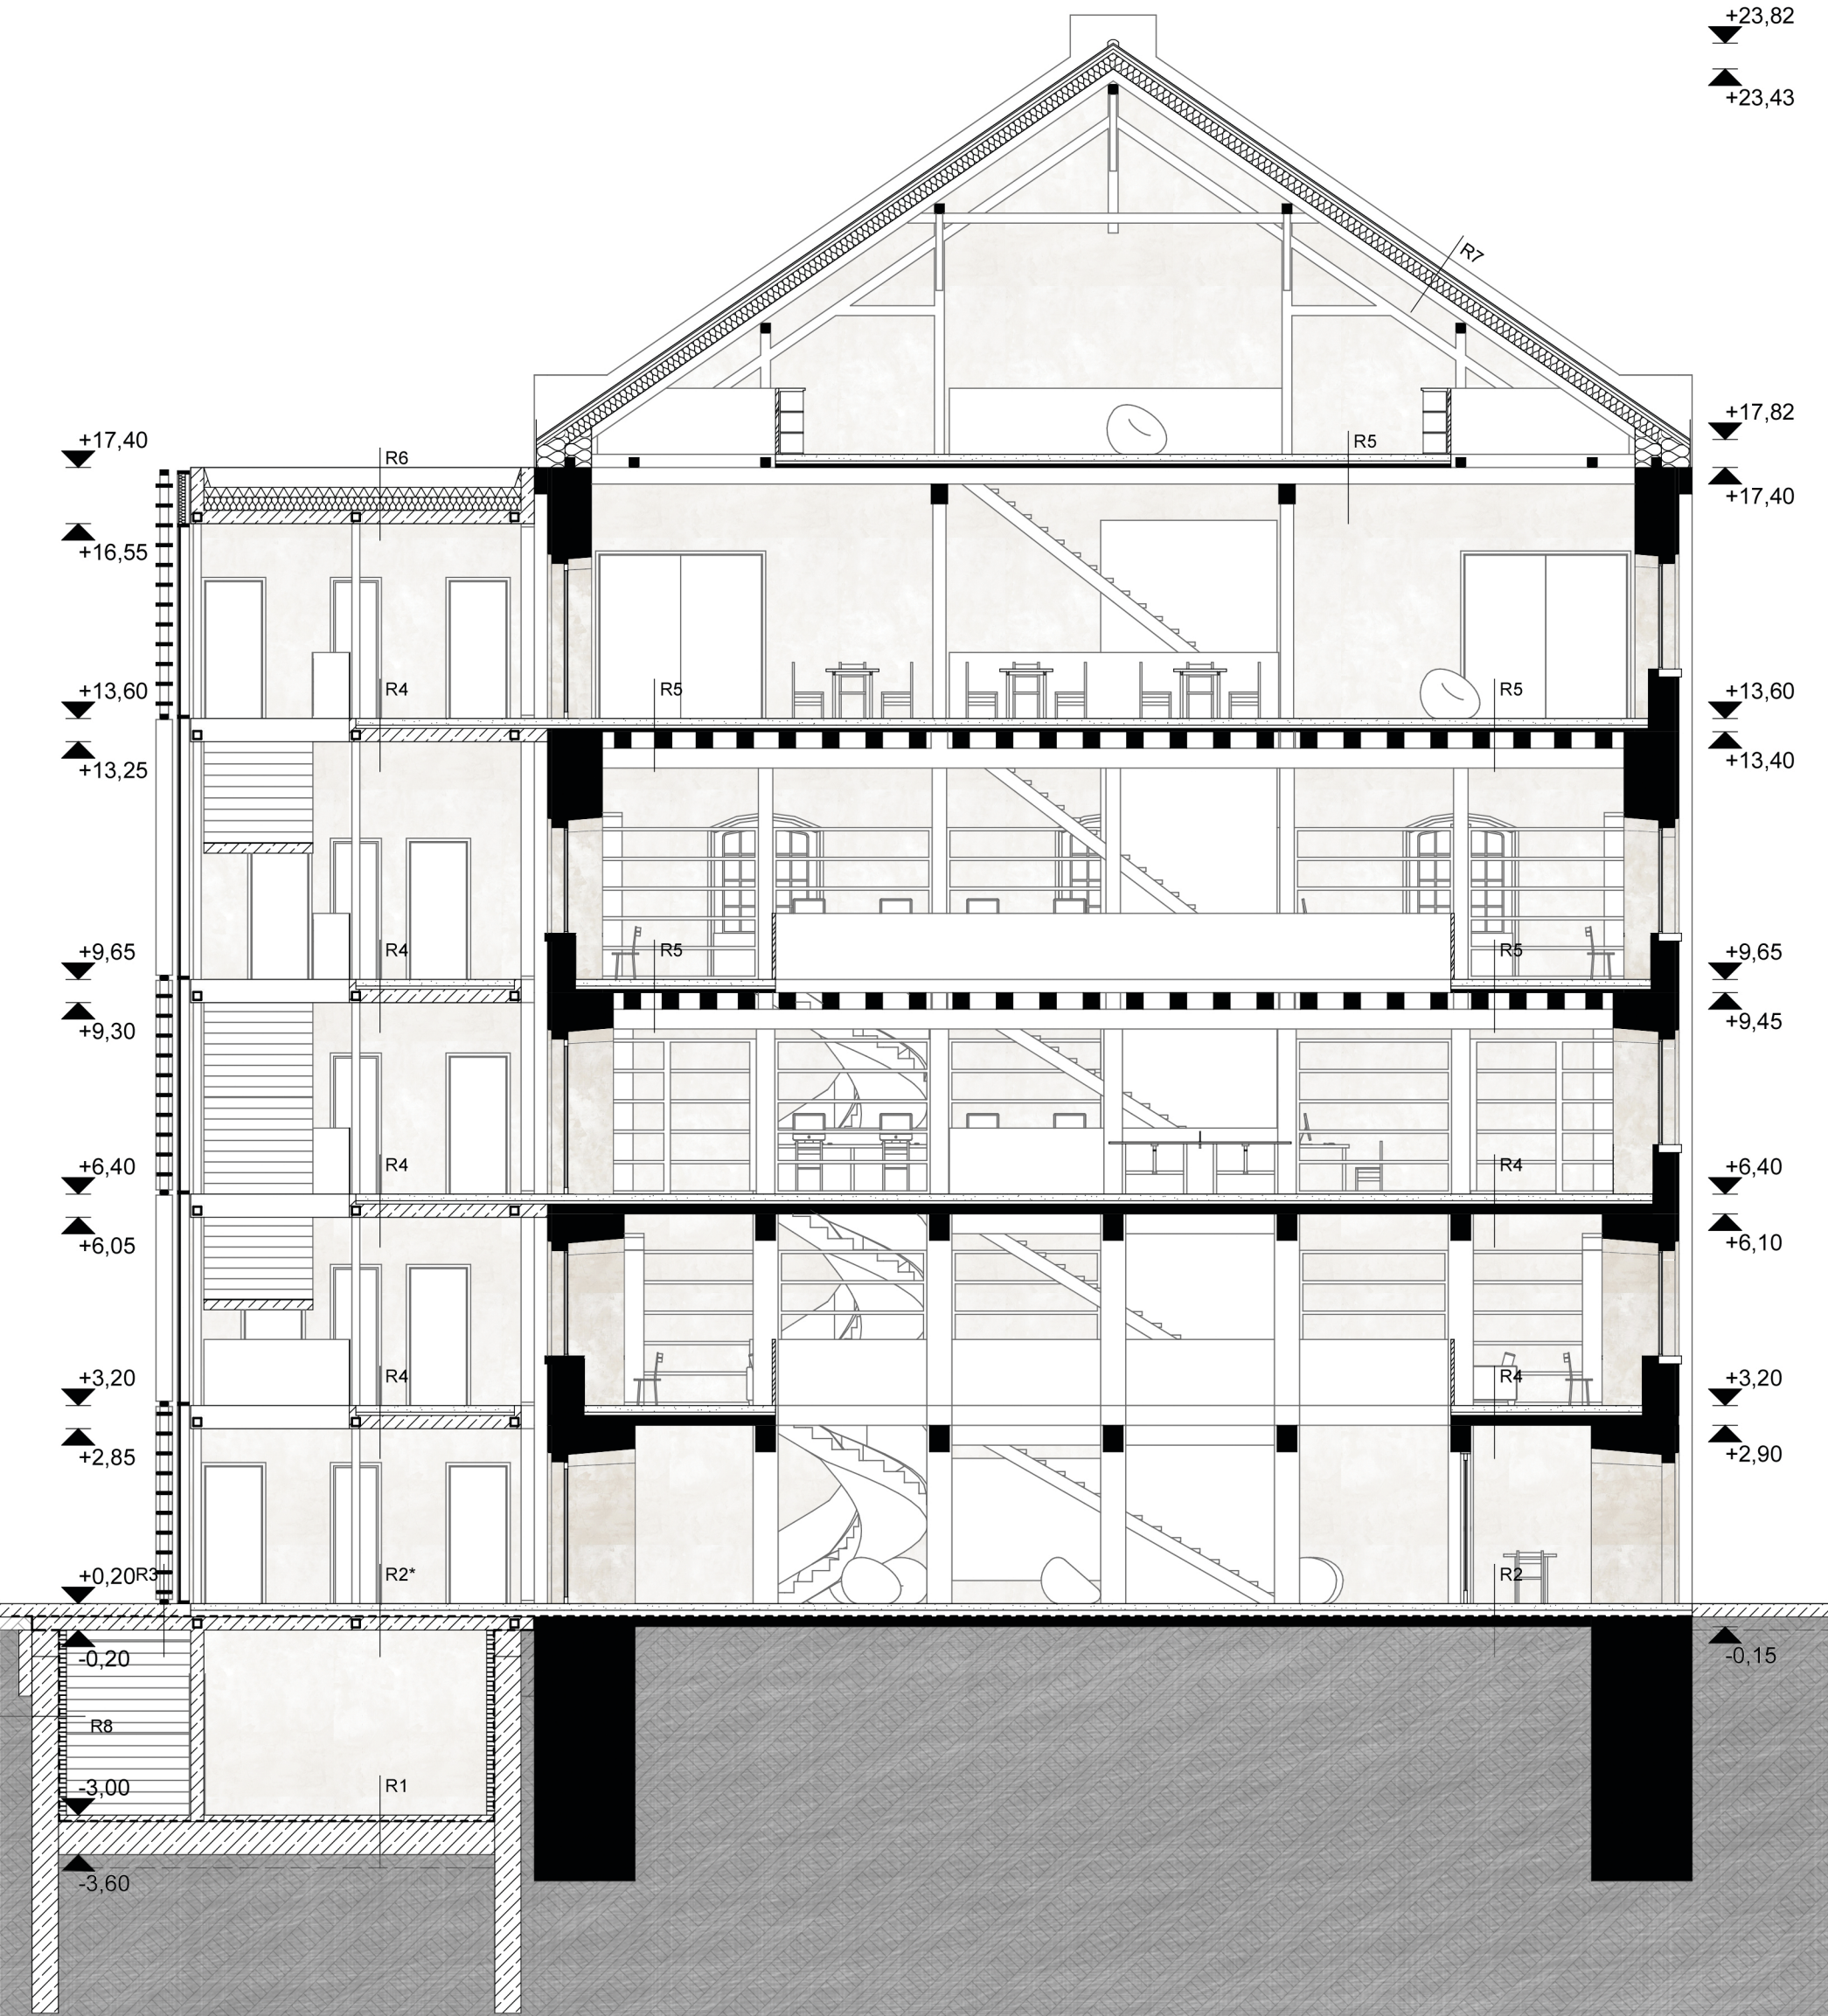 +23,82
+23,43
R7
+17,82
+17,40
R5
R6
+17,40
+16,55
+13,60
R4
R5
R5
+13,60
+13,25
+13,40
+9,65
R4
R5
R5
+9,65
+9,30
+9,45
+6,40
R4
R4
+6,40
+6,05
+6,10
+3,20
R4
R4
+3,20
+2,85
+2,90
+0,20
R3
R2*
R2
-0,20
-0,15
R8
-3,00
R1
-3,60